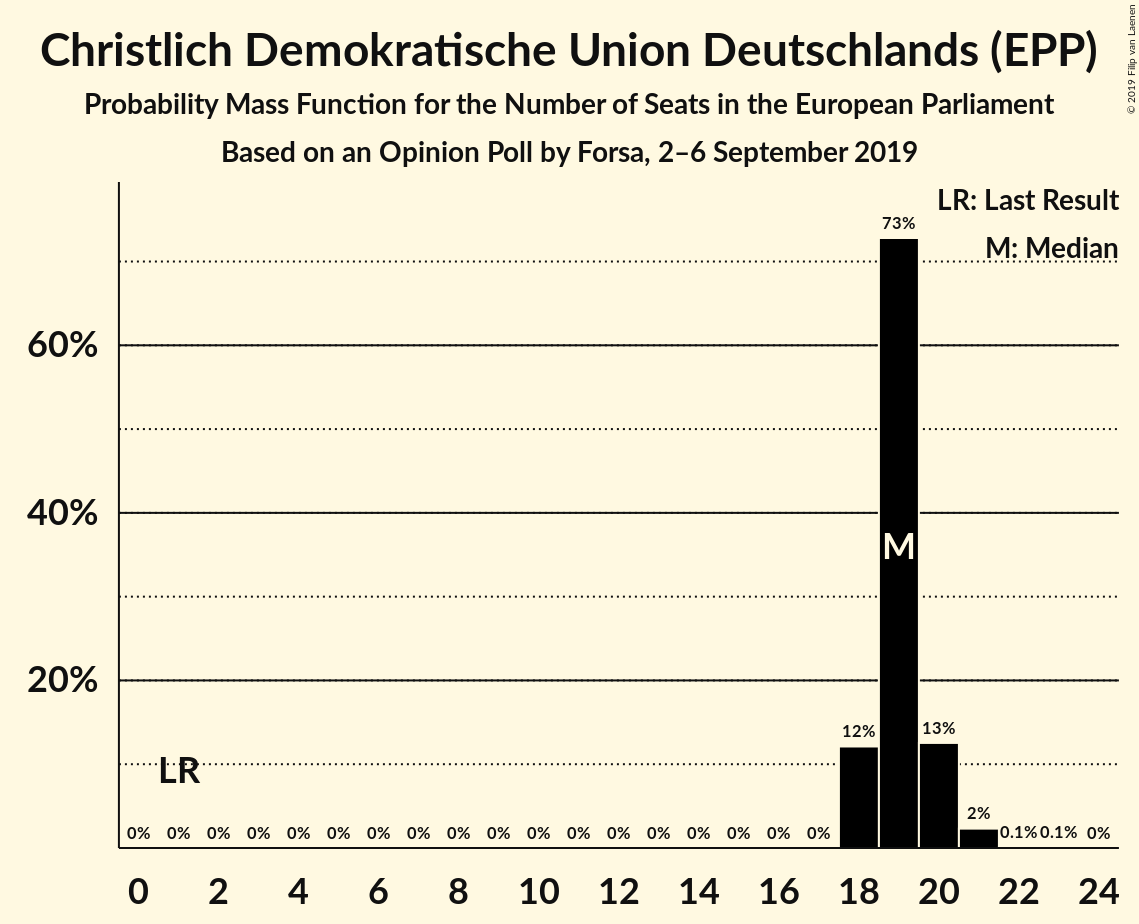 Christlich Demokratische Union Deutschlands (EPP)
Probability Mass Function for the Number of Seats in the European Parliament
Based on an Opinion Poll by Forsa, 2–6 September 2019
© 2019 Filip van Laenen
LR: Last Result
M: Median
73%
60%
40%
M
20%
12% 13%
LR
2%
0% 0% 0% 0% 0% 0% 0% 0% 0% 0% 0% 0% 0% 0% 0% 0% 0% 0% 0.1% 0.1% 0%
0 2 4 6 8 10 12 14 16 18 20 22 24